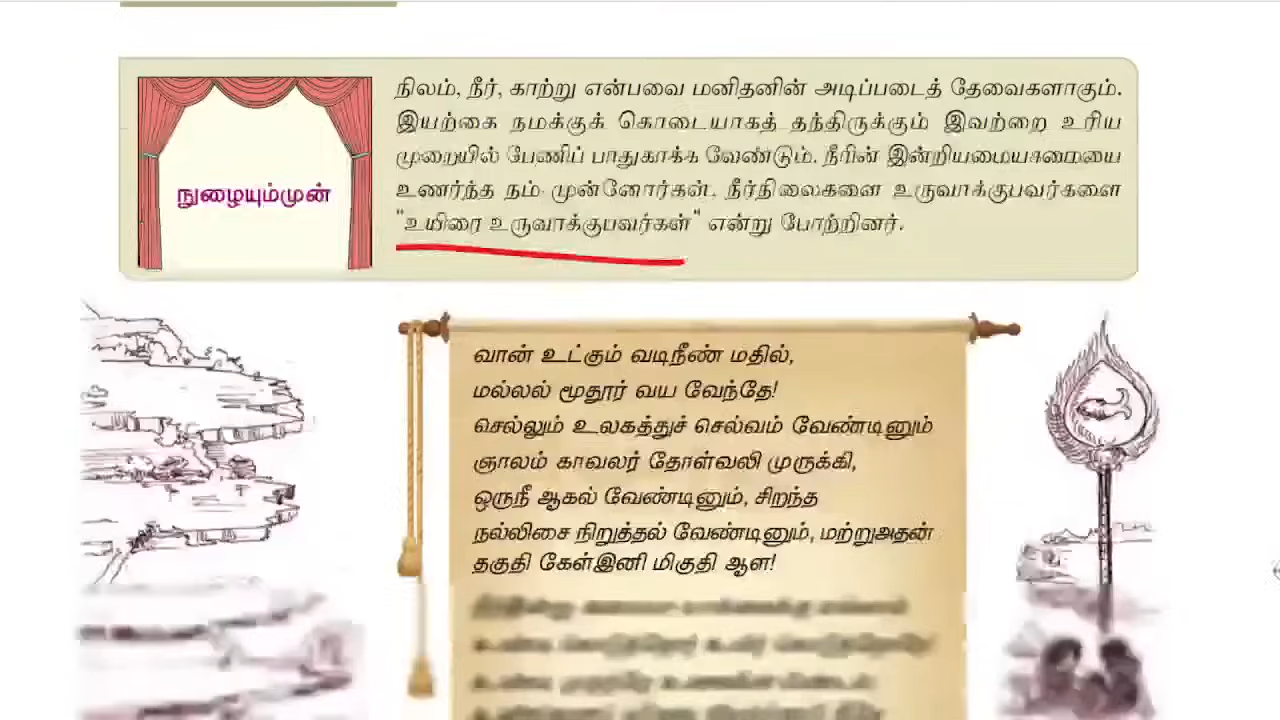 நுழையும்முன்
நிலம், நீர், காற்று என்பவை மனிதனின் அடிப்படைத் தேவைகளாகும்.
இயற்கை நமக்குக் கொடையாகத் தந்திருக்கும் இவற்றை உரிய
முறையில் பேணிப் பாதுகாக்க வேண்டும். நீரின் இன்றியமையாமையை
உணர்ந்த நம் முன்னோர்கள், நீர்நிலைகளை உருவாக்குபவர்களை
"உயிரை உருவாக்குபவர்கள்" என்று போற்றினர்.
வான் உட்கும் வடிநீண் மதில்,
மல்லல் மூதூர் வய வேந்தே!
செல்லும் உலகத்துச் செல்வம் வேண்டினும்
ஞாலம் காவலர் தோள்வலி முருக்கி,
ஒருநீ ஆகல் வேண்டினும், சிறந்த
நல்லிசை நிறுத்தல் வேண்டினும், மற்றுஅதன்
தகுதி கேள்இனி மிகுதி ஆள!